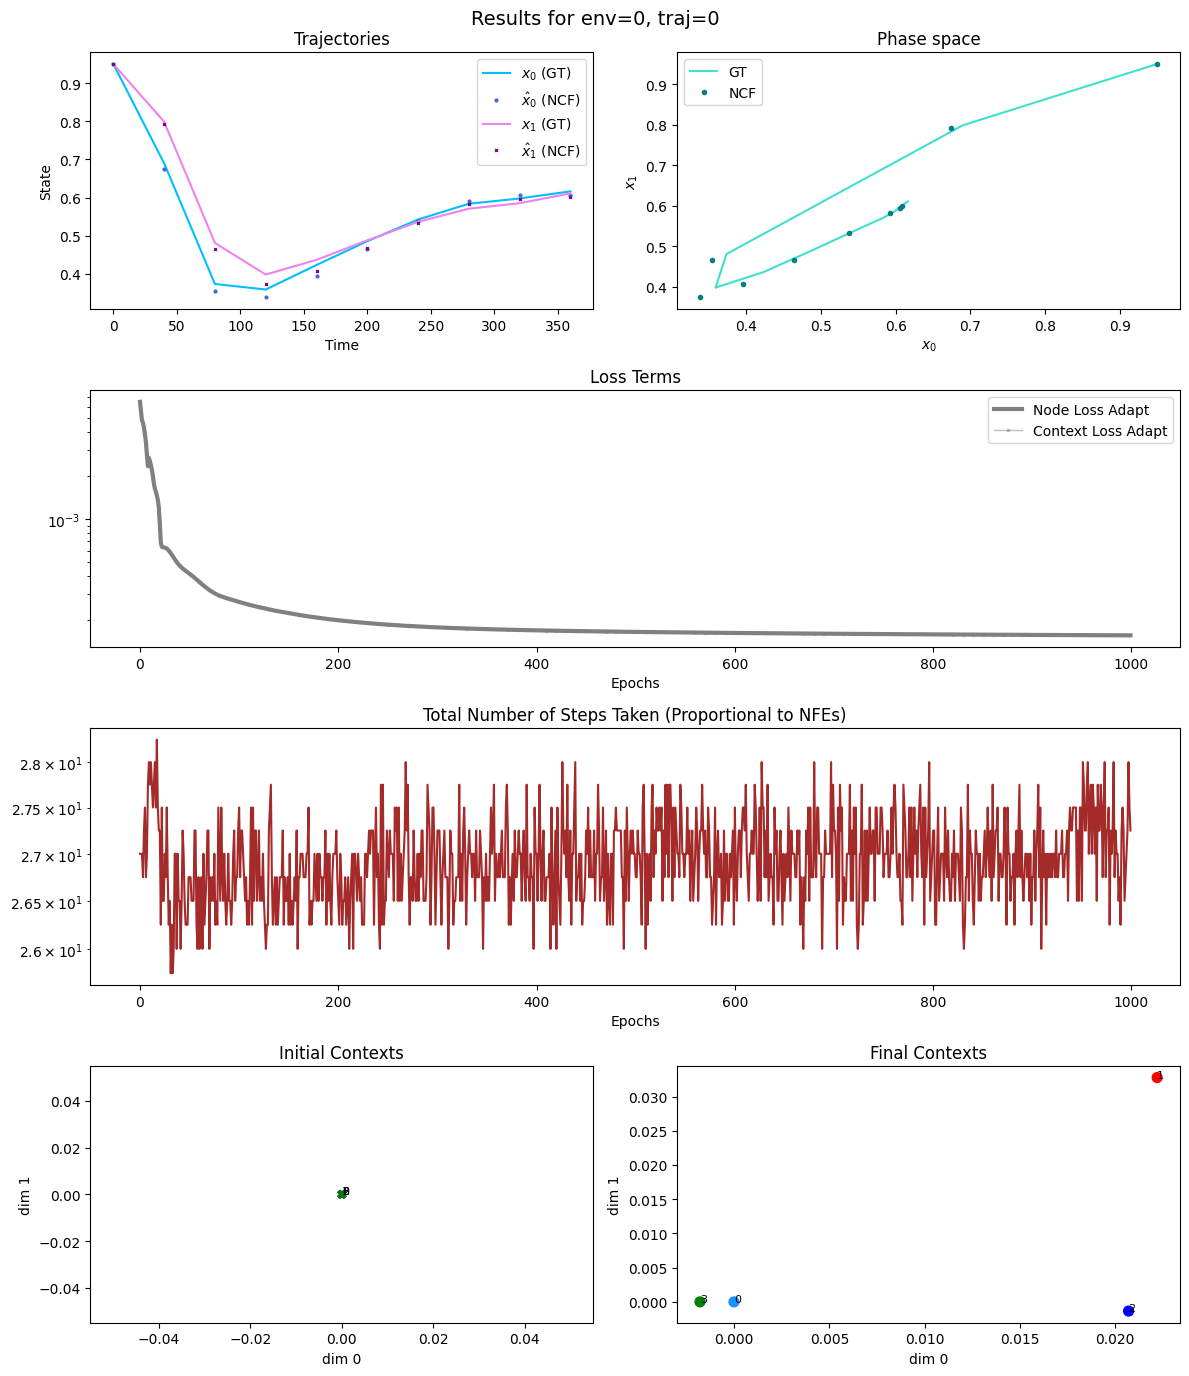 Results for env=0, traj=0
Trajectories
Phase space
0.9
0.8
0.7
0.6
0.5
0.4
State
x₀ (GT)
x̂₀ (NCF)
x₁ (GT)
x̂₁ (NCF)
0 50 100 150 200 250 300 350
Time
0.9
0.8
0.7
0.6
0.5
0.4
x₁
GT
NCF
0.4 0.5 0.6 0.7 0.8 0.9
x₀
Loss Terms
10⁻³
Node Loss Adapt
Context Loss Adapt
0 200 400 600 800 1000
Epochs
Total Number of Steps Taken (Proportional to NFEs)
2.8 × 10¹
2.75 × 10¹
2.7 × 10¹
2.65 × 10¹
2.6 × 10¹
0 200 400 600 800 1000
Epochs
Initial Contexts
0.04
0.02
0.00
−0.02
−0.04
dim 1
−0.04 −0.02 0.00 0.02 0.04
dim 0
Final Contexts
0.030
0.025
0.020
0.015
0.010
0.005
0.000
dim 1
1
3
0
2
0.000 0.005 0.010 0.015 0.020
dim 0